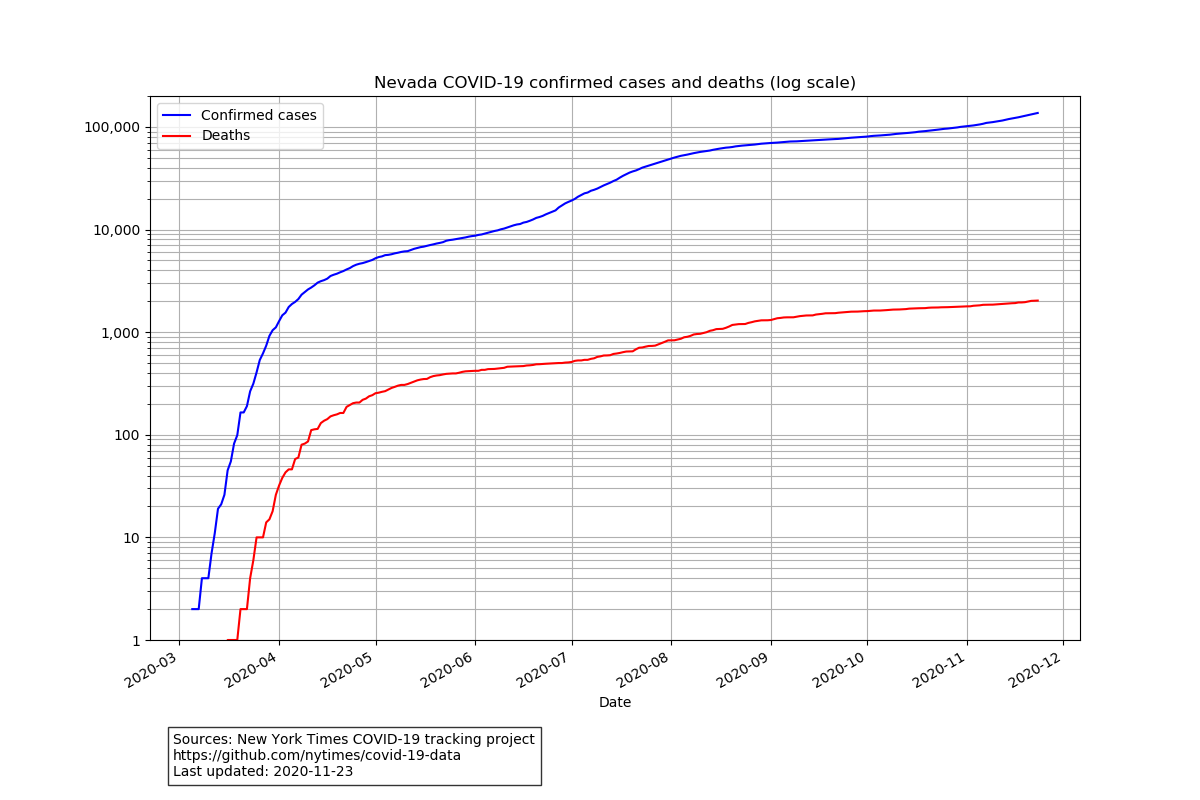 Nevada COVID-19 confirmed cases and deaths (log scale)
Confirmed cases
Deaths
100,000
10,000
1,000
100
10
1
2020-03
2020-04
2020-05
2020-06
2020-07
2020-08
2020-09
2020-10
2020-11
2020-12
Date
Sources: New York Times COVID-19 tracking project
https://github.com/nytimes/covid-19-data
Last updated: 2020-11-23